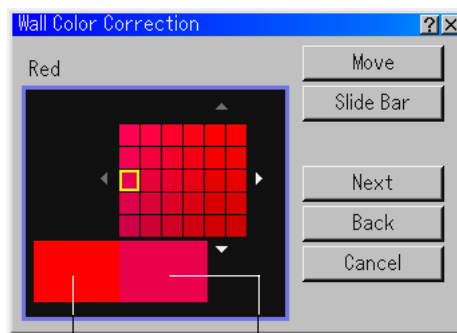 Wall Color Correction
Red
Move
Slide Bar
Next
Back
Cancel